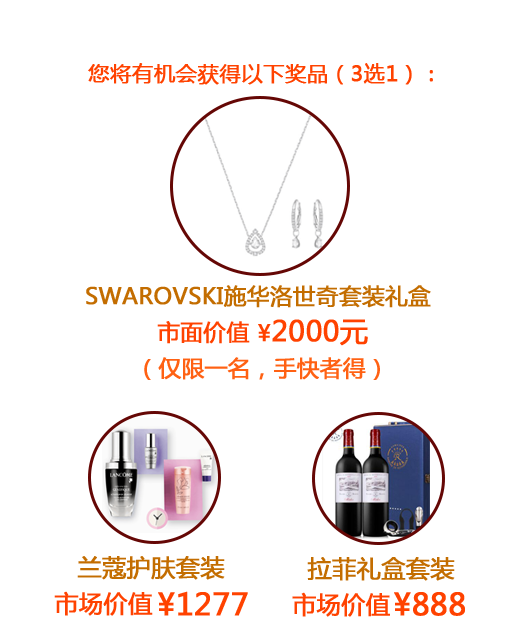 您将有机会获得以下奖品（3选1）：
SWAROVSKI施华洛世奇套装礼盒
市面价值 ¥2000元
（仅限一名，手快者得）
LANCÔME
兰蔻护肤套装
市场价值 ¥1277
拉菲礼盒套装
市场价值 ¥888